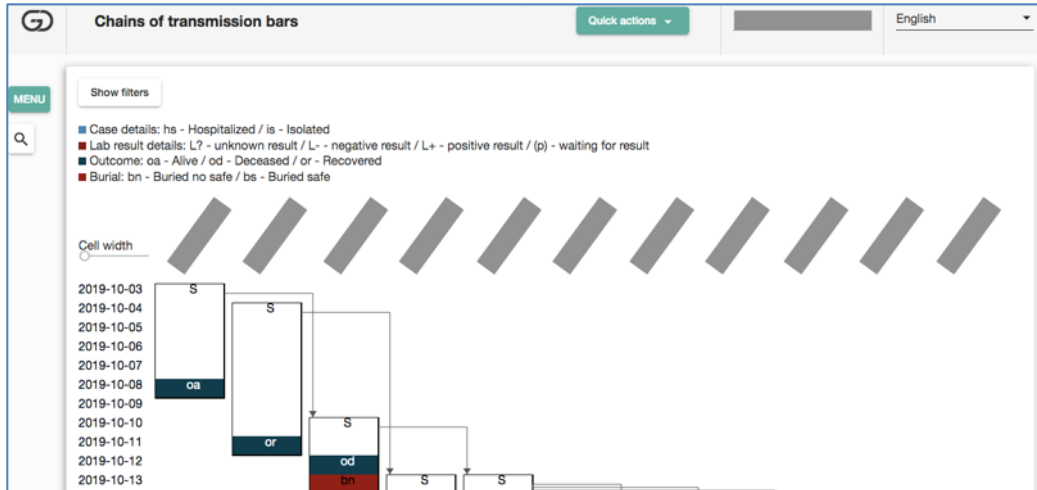 Chains of transmission bars
Quick actions
English
MENU
Show filters
Case details: hs - Hospitalized / is - Isolated
Lab result details: L? - unknown result / L- - negative result / L+ - positive result / (p) - waiting for result
Outcome: oa - Alive / od - Deceased / or - Recovered
Burial: bn - Buried no safe / bs - Buried safe
Cell width
2019-10-03 S
2019-10-04 S
2019-10-05
2019-10-06
2019-10-07
2019-10-08 oa
2019-10-09
2019-10-10 S
2019-10-11 or
2019-10-12 od
2019-10-13 bn S S